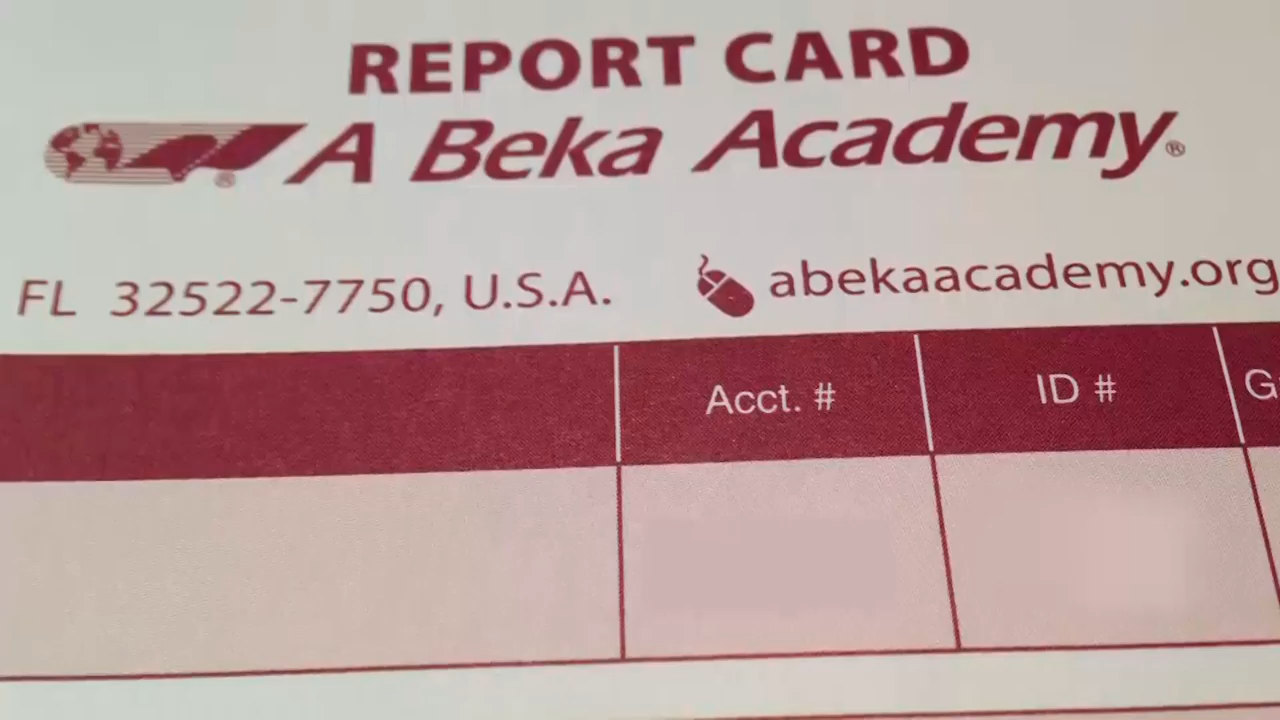 REPORT CARD
A Beka Academy®
FL 32522-7750, U.S.A. abekaacademy.org
Acct. # ID # G